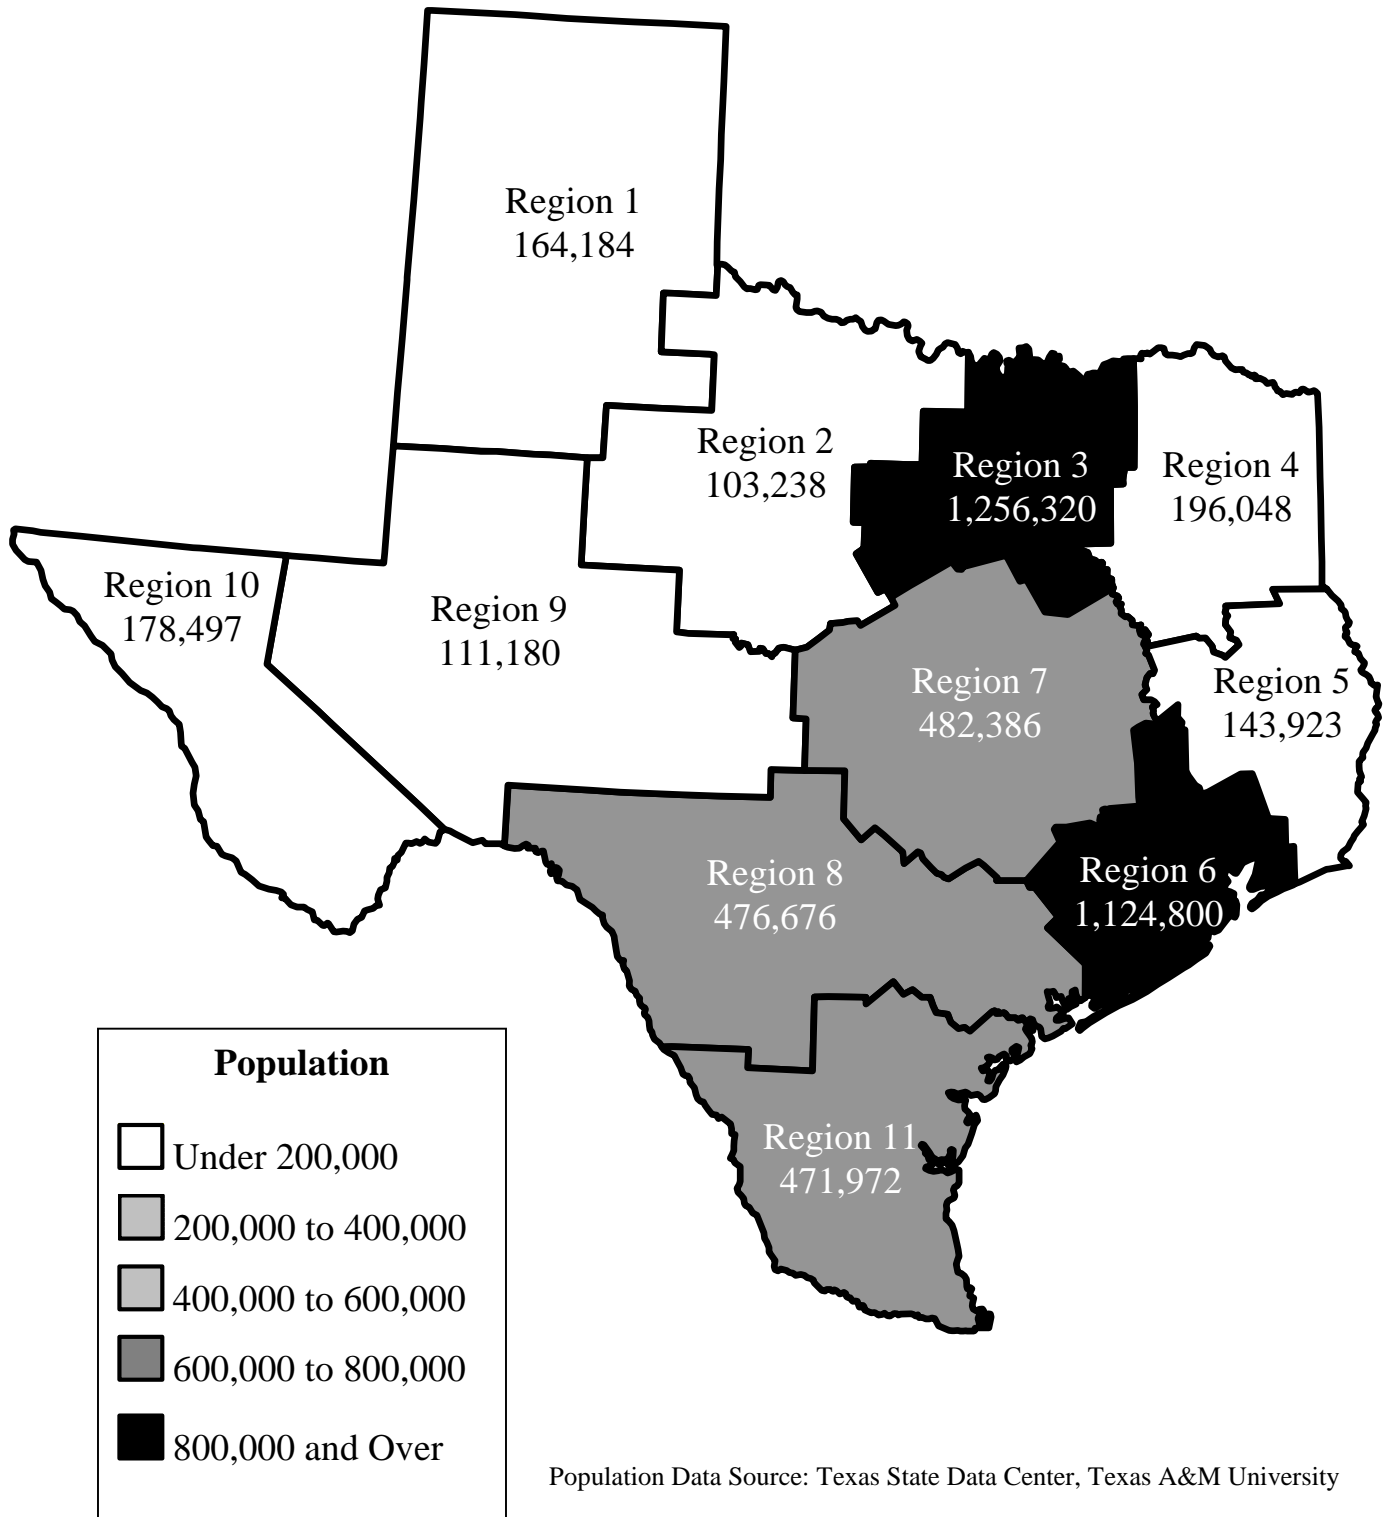 Region 1
164,184
Region 2
103,238
Region 3
1,256,320
Region 4
196,048
Region 10
178,497
Region 9
111,180
Region 7
482,386
Region 5
143,923
Region 8
476,676
Region 6
1,124,800
Region 11
471,972
Population
Under 200,000
200,000 to 400,000
400,000 to 600,000
600,000 to 800,000
800,000 and Over
Population Data Source: Texas State Data Center, Texas A&M University